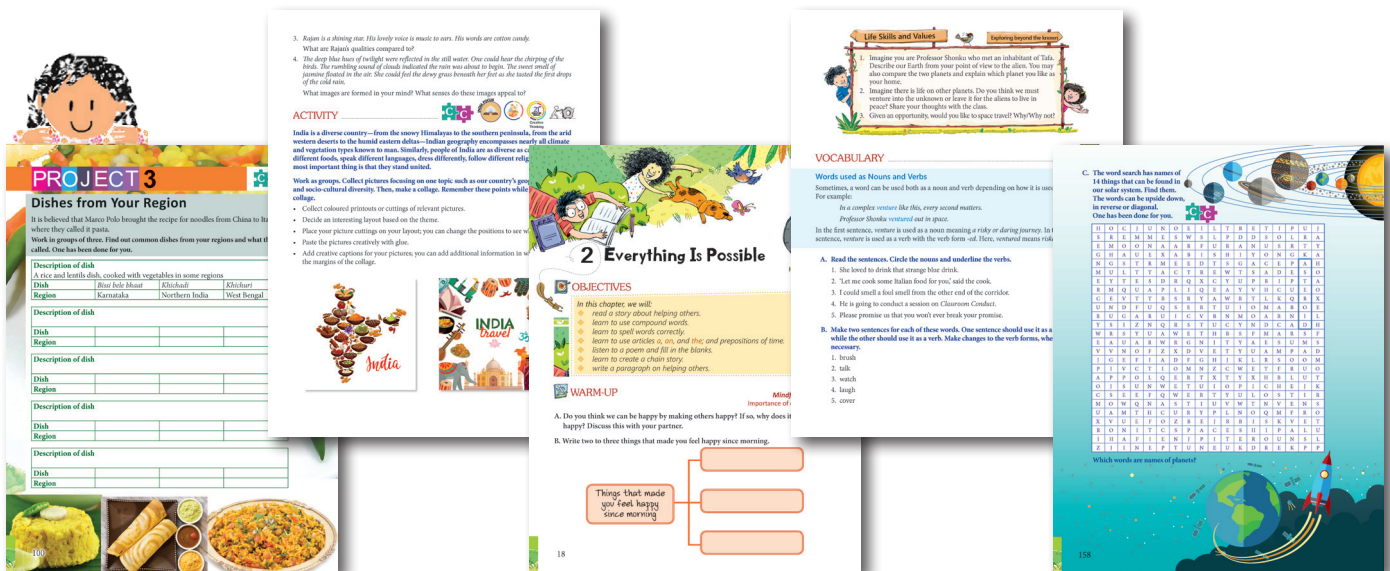 PROJECT 3
Dishes from Your Region
It is believed that Marco Polo brought the recipe for noodles from China to Ita
where they called it pasta.
Work in groups of three. Find out common dishes from your regions and what th
called. One has been done for you.
Description of dish
A rice and lentils dish, cooked with vegetables in some regions
Dish Bissi bele bhaat Khichadi Khichuri
Region Karnataka Northern India West Bengal
Description of dish
Dish
Region
Description of dish
Dish
Region
Description of dish
Dish
Region
Description of dish
Dish
Region
100
3. Rajan is a shining star. His lovely voice is music to ears. His words are cotton candy.
What are Rajan's qualities compared to?
4. The deep blue hues of twilight were reflected in the still water. One could hear the chirping of the
birds. The rumbling sound of clouds indicated the rain was about to begin. The sweet smell of
jasmine floated in the air. She could feel the dewy grass beneath her feet as she tasted the first drops
of the cold rain.
What images are formed in your mind? What senses do these images appeal to?
ACTIVITY
Creative
Thinking
India is a diverse country—from the snowy Himalayas to the southern peninsula, from the arid
western deserts to the humid eastern deltas—Indian geography encompasses nearly all climate
and vegetation types known to man. Similarly, people of India are as diverse as
different foods, speak different languages, dress differently, follow different relig
most important thing is that they stand united.
Work as groups. Collect pictures focusing on one topic such as our country's geog
and socio-cultural diversity. Then, make a collage. Remember these points while
collage.
• Collect coloured printouts or cuttings of relevant pictures.
• Decide an interesting layout based on the theme.
• Place your picture cuttings on your layout; you can change the positions to see w
• Paste the pictures creatively with glue.
• Add creative captions for your pictures; you can add additional information in w
the margins of the collage.
India
INDIA
travel
2 Everything Is Possible
OBJECTIVES
In this chapter, we will:
read a story about helping others.
learn to use compound words.
learn to spell words correctly.
learn to use articles a, an, and the; and prepositions of time.
listen to a poem and fill in the blanks.
learn to create a chain story.
write a paragraph on helping others.
WARM-UP
Mindf
Importance of
A. Do you think we can be happy by making others happy? If so, why does i
happy? Discuss this with your partner.
B. Write two to three things that made you feel happy since morning.
Things that made
you feel happy
since morning
18
Life Skills and Values
Exploring beyond the known
1. Imagine you are Professor Shonku who met an inhabitant of Tafa.
Describe our Earth from your point of view to the alien. You may
also compare the two planets and explain which planet you like as
your home.
2. Imagine there is life on other planets. Do you think we must
venture into the unknown or leave it for the aliens to live in
peace? Share your thoughts with the class.
3. Given an opportunity, would you like to space travel? Why/Why not?
VOCABULARY
Words used as Nouns and Verbs
Sometimes, a word can be used both as a noun and verb depending on how it is used
For example:
In a complex venture like this, every second matters.
Professor Shonku ventured out in space.
In the first sentence, venture is used as a noun meaning a risky or daring journey. In t
sentence, venture is used as a verb with the verb form -ed. Here, ventured means risk
A. Read the sentences. Circle the nouns and underline the verbs.
1. She loved to drink that strange blue drink.
2. 'Let me cook some Italian food for you,' said the cook.
3. I could smell a foul smell from the other end of the corridor.
4. He is going to conduct a session on Classroom Conduct.
5. Please promise us that you won't ever break your promise.
B. Make two sentences for each of these words. One sentence should use it as a
while the other should use it as a verb. Make changes to the verb forms, whe
necessary.
1. brush
2. talk
3. watch
4. laugh
5. cover
C. The word search has names of
14 things that can be found in
our solar system. Find them.
The words can be upside down,
in reverse or diagonal.
One has been done for you.
Which words are names of planets?
158